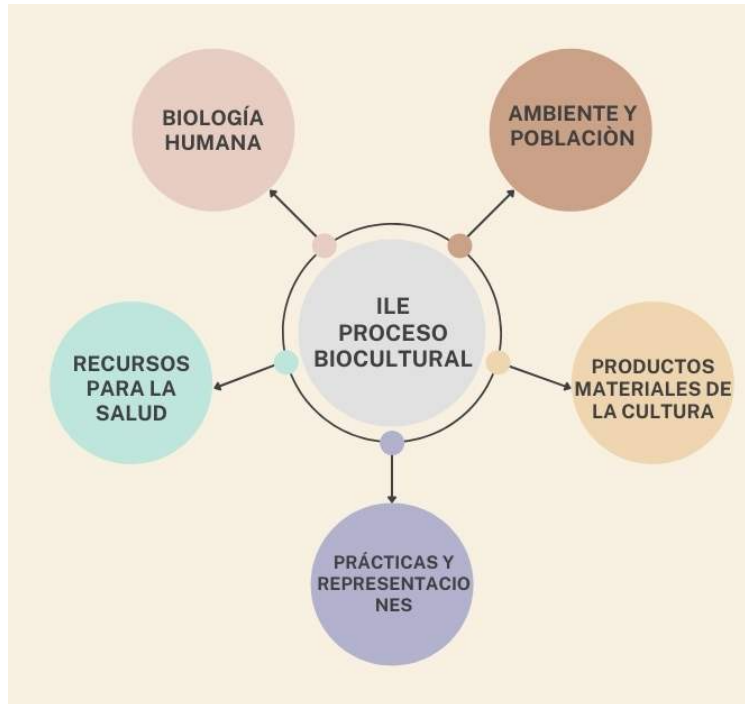 BIOLOGÍA
HUMANA
AMBIENTE Y
POBLACIÒN
ILE
PROCESO
BIOCULTURAL
RECURSOS
PARA LA
SALUD
PRODUCTOS
MATERIALES DE
LA CULTURA
PRÁCTICAS Y
REPRESENTACIO
NES